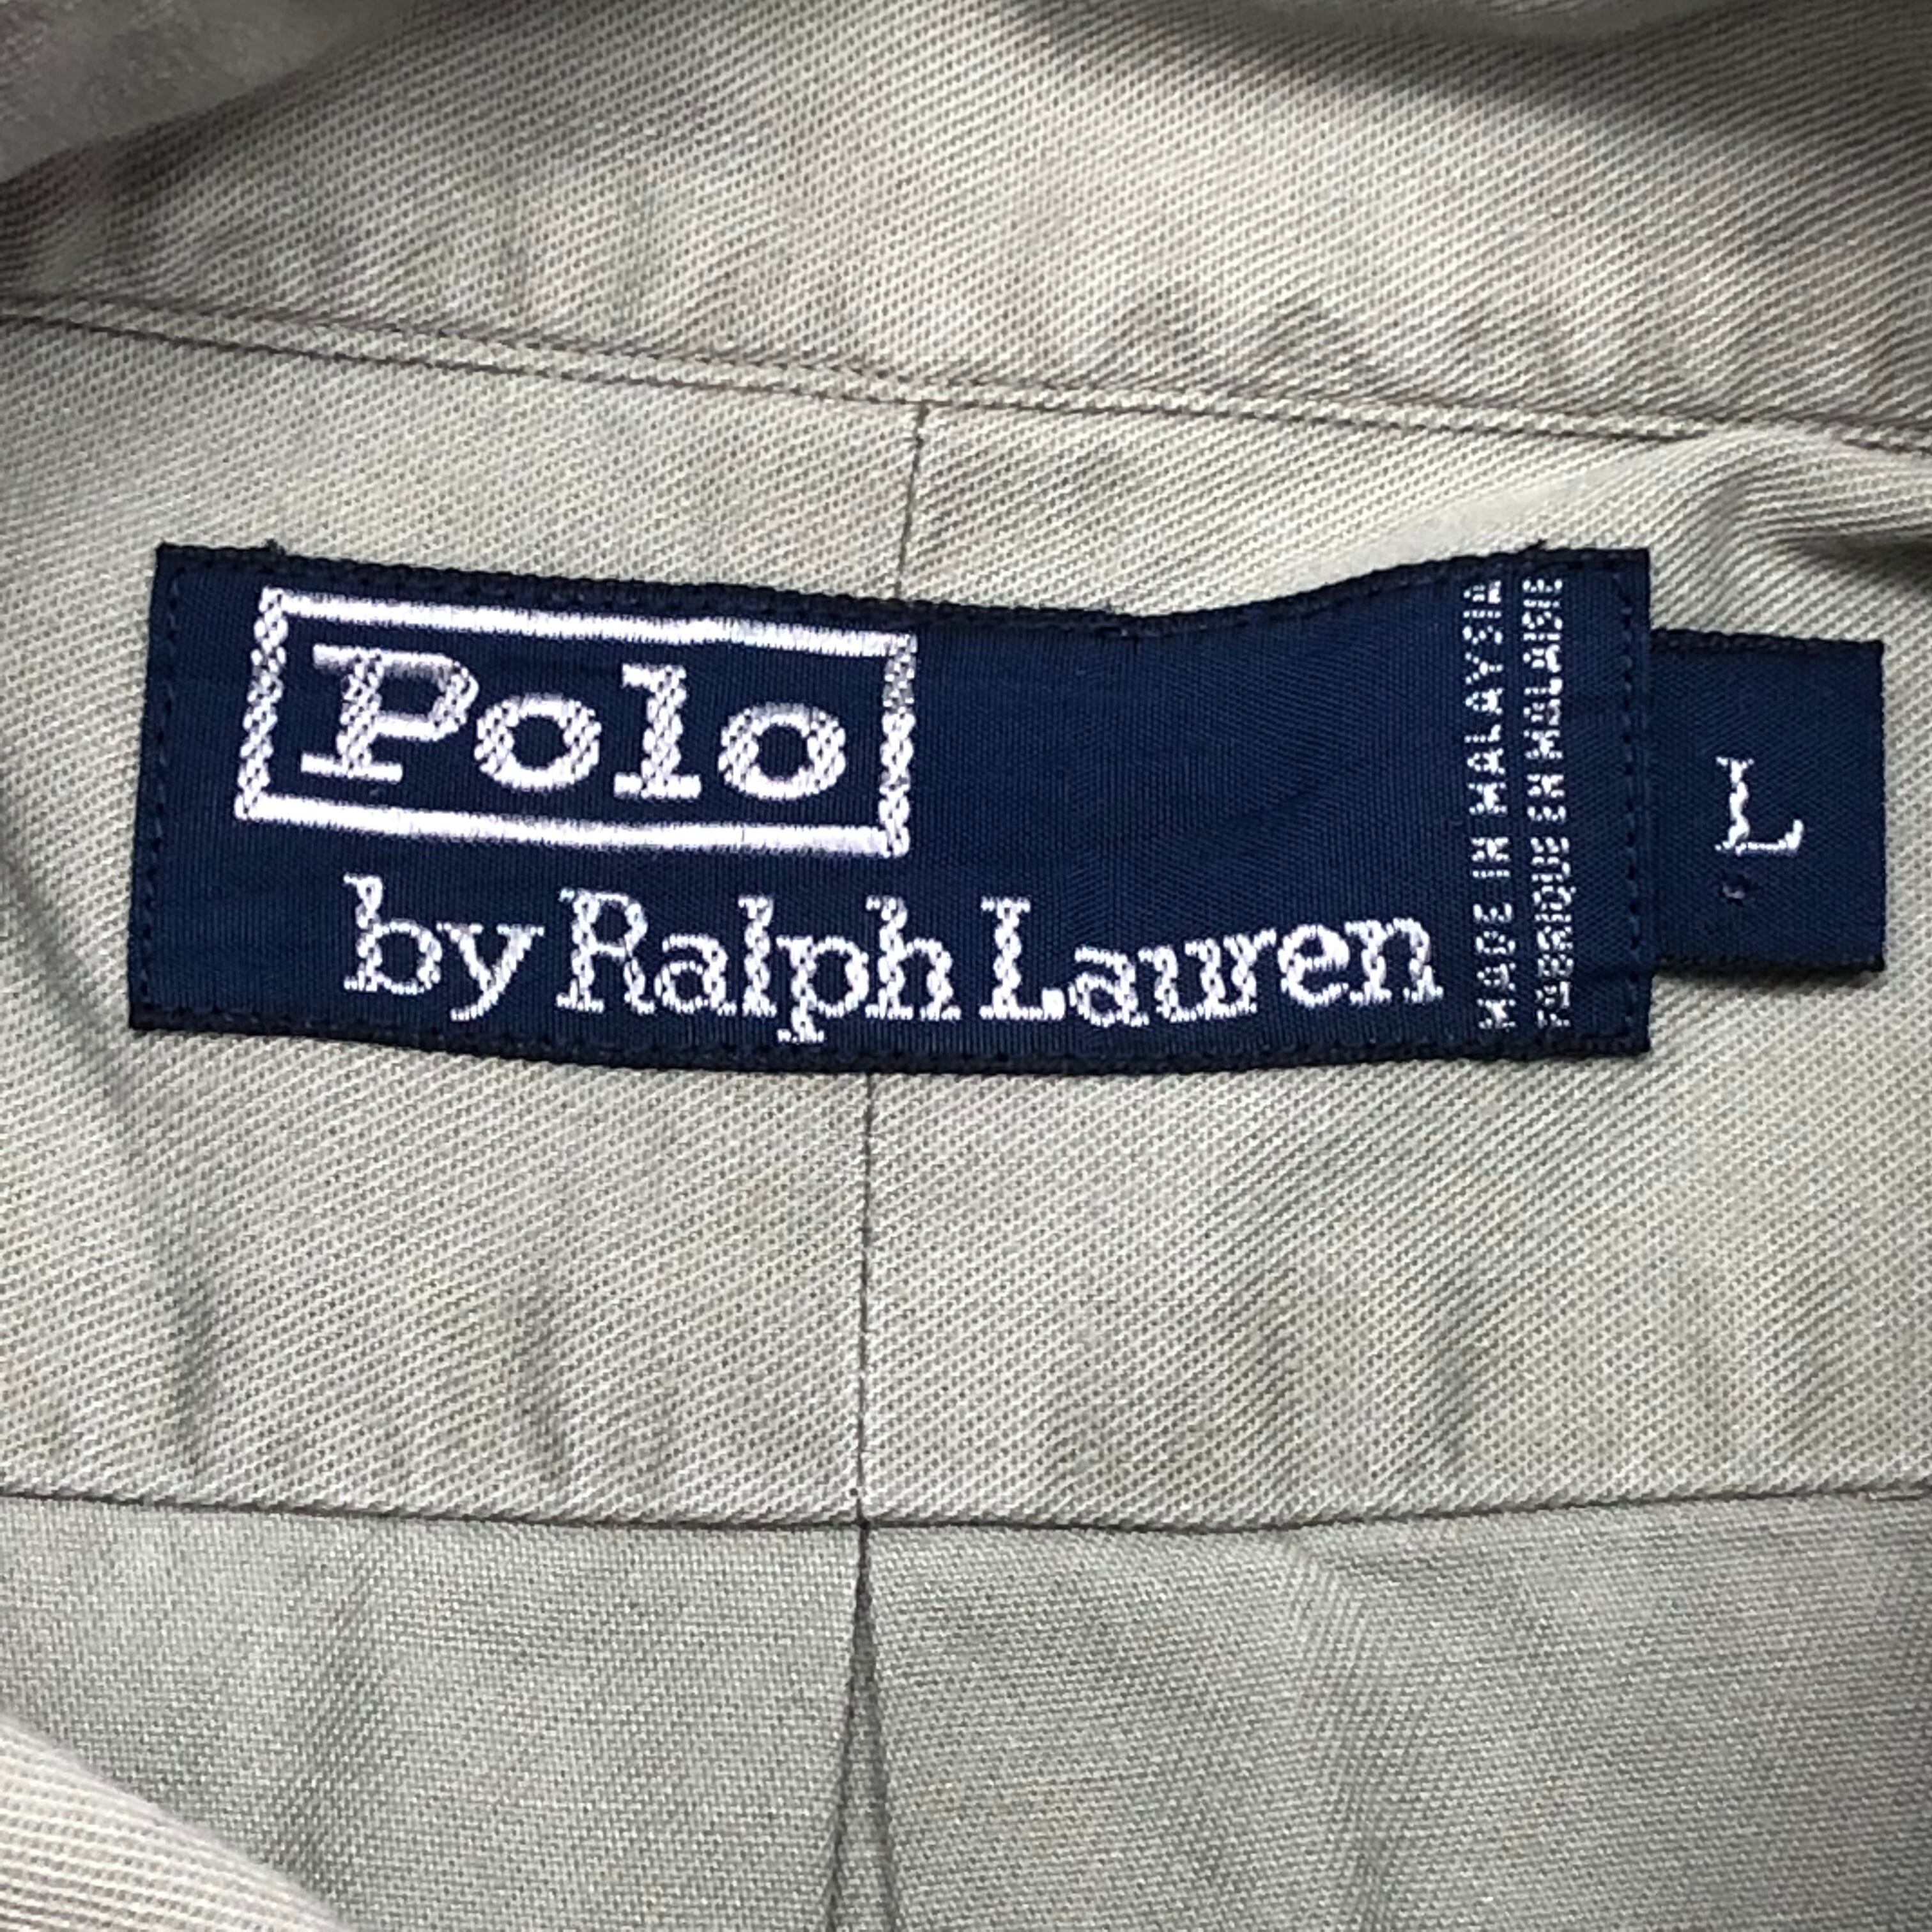 Polo
by Ralph Lauren
MADE IN MALAYSIA
FABRIQUE EN MALAISIE
L